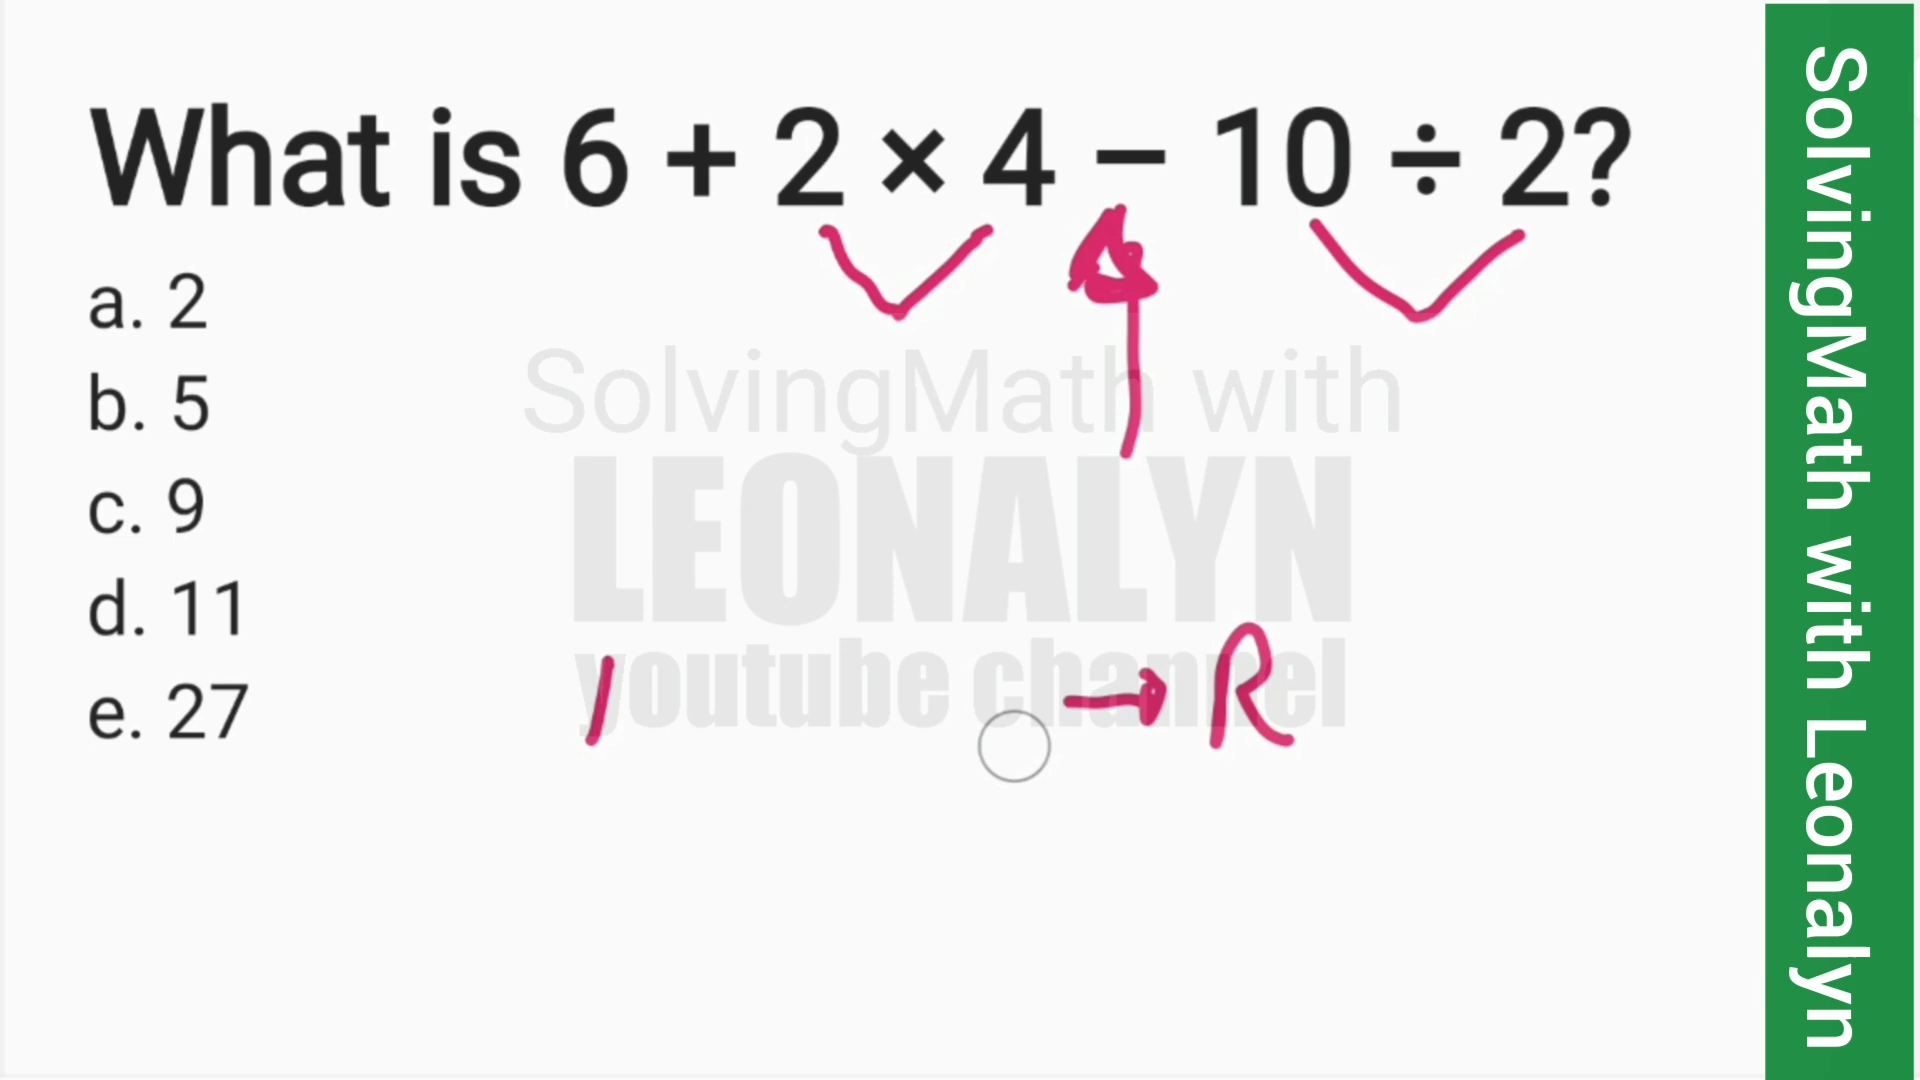 What is 6 + 2 × 4 − 10 ÷ 2?
a. 2
b. 5
c. 9
d. 11
e. 27
SolvingMath with
LEONALYN
youtube channel
→ R
SolvingMath with Leonalyn